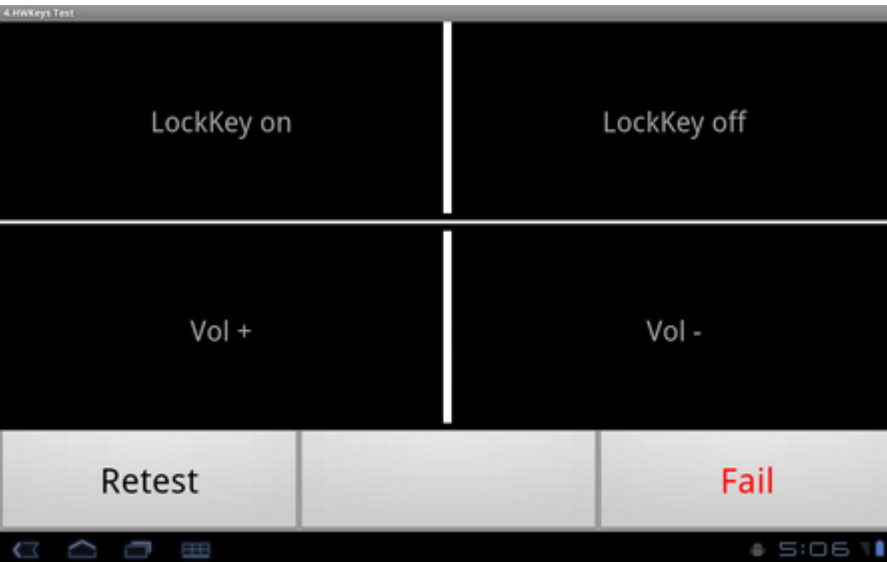 4.HWKeys Test
LockKey on
LockKey off
Vol +
Vol -
Retest
Fail
5:06